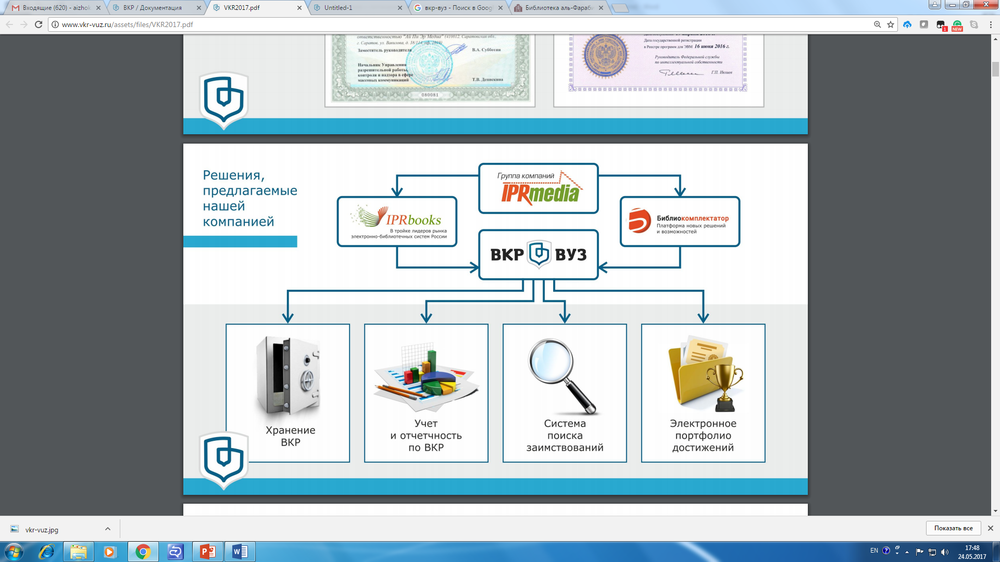 Входящие (620) - aizhok
ВКР / Документация
VKR2017.pdf
Untitled-1
вкр-вуз - Поиск в Goog
Библиотека аль-Фараби
www.vkr-vuz.ru/assets/files/VKR2017.pdf
1
NEW
ответственностью "Ай Пи Эр Медиа" (410012, Саратовская обл.,
г. Саратов, ул. Вавилова, д. 38/114, оф. 1019)
Заместитель руководителя
В.А. Субботин
Начальник Управления
разрешительной работы,
контроля и надзора в сфере
массовых коммуникаций
Т.В. Денискина
080081
Дата государственной регистрации
в Реестре программ для ЭВМ 16 июня 2016 г.
Руководитель Федеральной службы
по интеллектуальной собственности
Г.П. Ивлиев
Решения,
предлагаемые
нашей
компанией
Группа компаний
IPRmedia
IPRbooks
В тройке лидеров рынка
электронно-библиотечных систем России
Библиокомплектатор
Платформа новых решений
и возможностей
ВКР ВУЗ
Хранение
ВКР
Учет
и отчетчность
по ВКР
Система
поиска
заимствований
Электронное
портфолио
достижений
vkr-vuz.jpg
Показать все
EN
17:48
24.05.2017